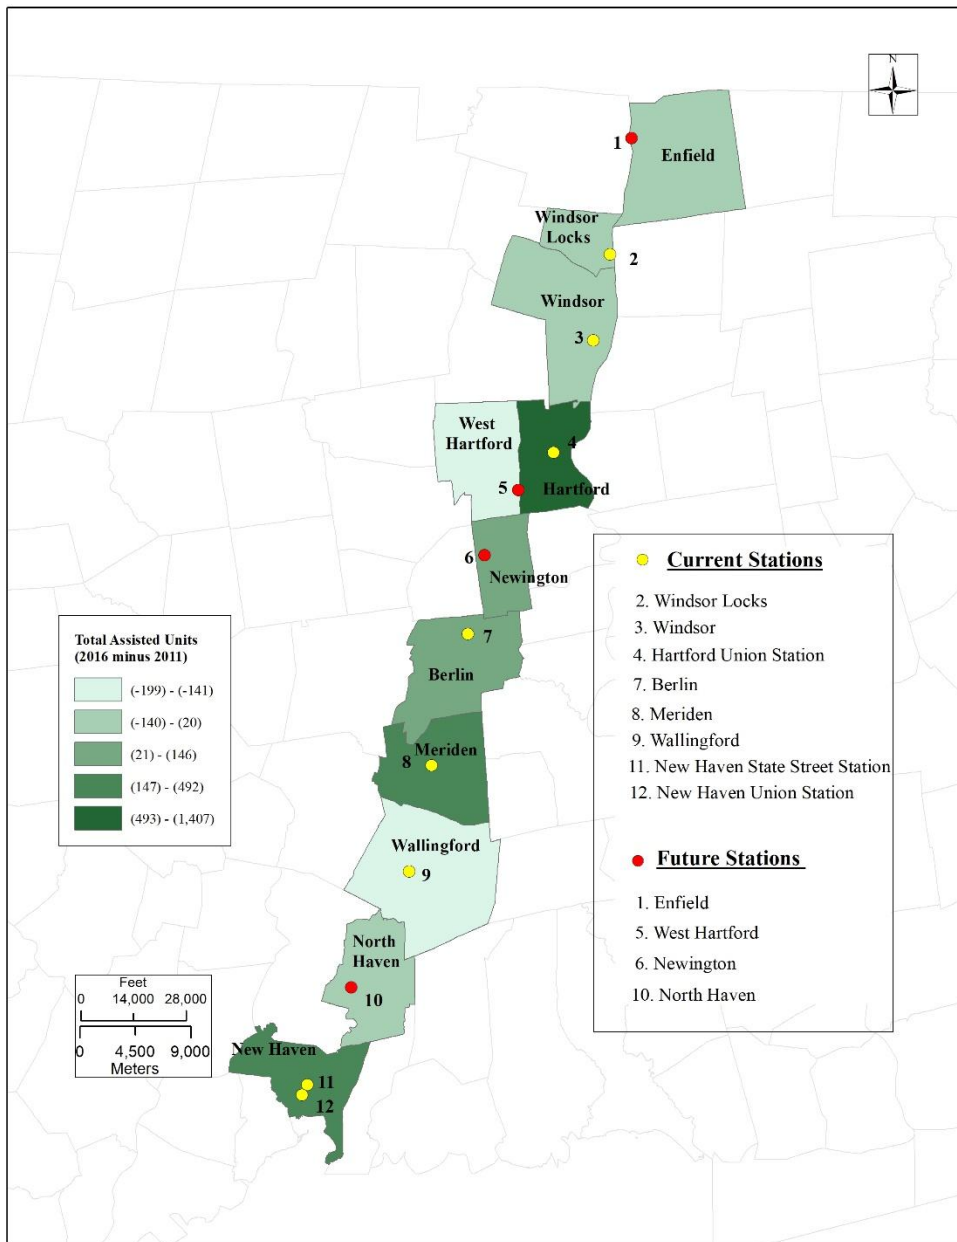 N
1
Enfield
Windsor
Locks
2
Windsor
3
West
Hartford
4
5
Hartford
6
Newington
7
Berlin
Meriden
8
Wallingford
9
North
Haven
10
New Haven
11
12
Total Assisted Units
(2016 minus 2011)
(-199) - (-141)
(-140) - (20)
(21) - (146)
(147) - (492)
(493) - (1,407)
Feet
0 14,000 28,000
0 4,500 9,000
Meters
Current Stations
2. Windsor Locks
3. Windsor
4. Hartford Union Station
7. Berlin
8. Meriden
9. Wallingford
11. New Haven State Street Station
12. New Haven Union Station
Future Stations
1. Enfield
5. West Hartford
6. Newington
10. North Haven